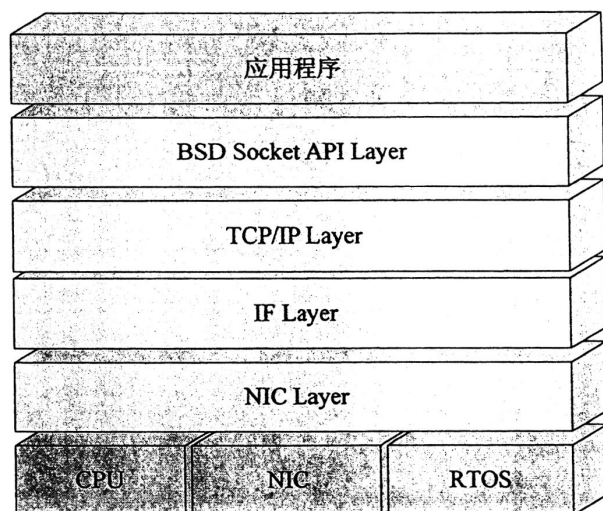 应用程序
BSD Socket API Layer
TCP/IP Layer
IF Layer
NIC Layer
CPU
NIC
RTOS